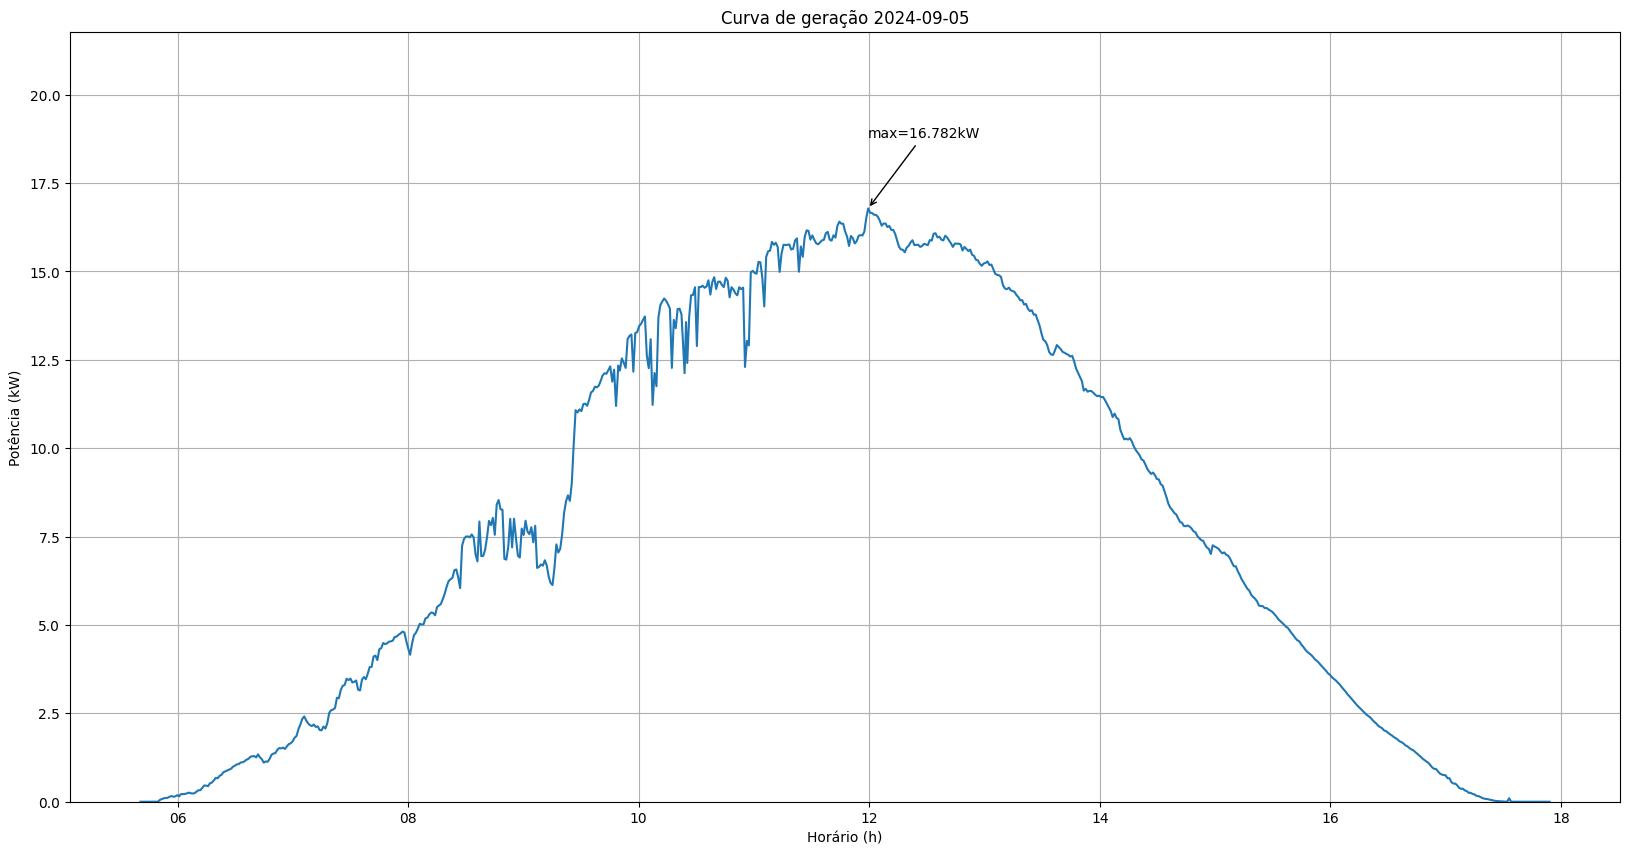 Curva de geração 2024-09-05
Potência (kW)
20.0
17.5
15.0
12.5
10.0
7.5
5.0
2.5
0.0
max=16.782kW
06 08 10 12 14 16 18
Horário (h)